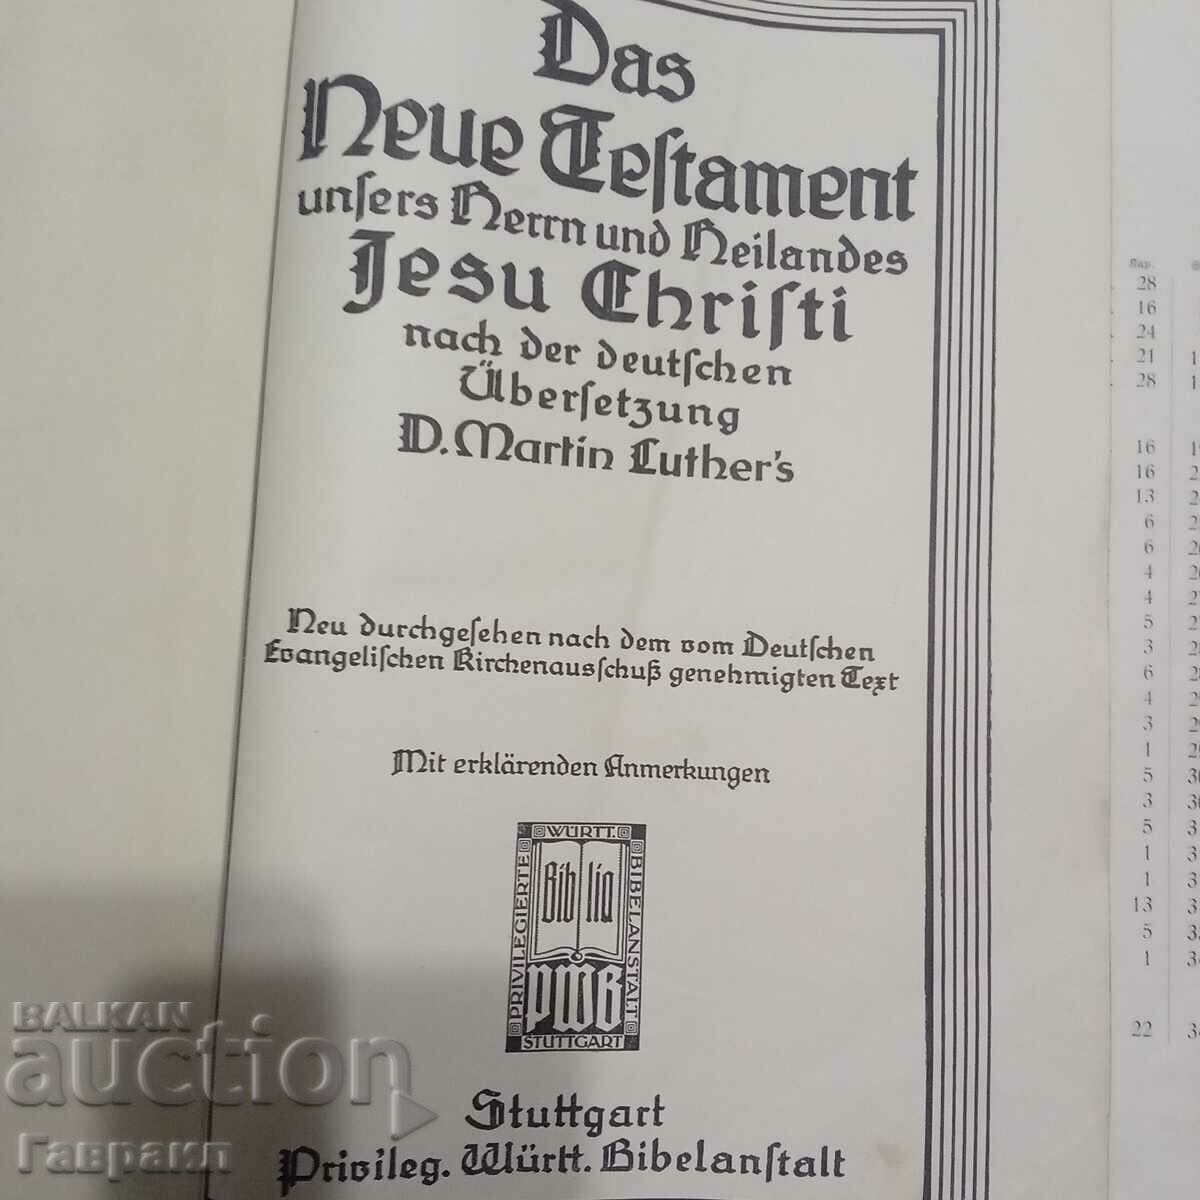 Das
Neue Teſtament
unſers Herrn und Heilandes
Jesu Chriſti
nach der deutſchen
Überſetzung
D. Martin Luther's
Neu durchgeſehen nach dem vom Deutſchen
Evangeliſchen Kirchenausſchuß genehmigten Text
Mit erklärenden Anmerkungen
WÜRTT.
PRIVILEGIERTE
BIBELANSTALT
Biblia
PWB
STUTTGART
Stuttgart
Privileg. Württ. Bibelanſtalt
Kap.
28
16
24
21
28
16
16
13
6
6
4
4
5
3
6
4
3
1
5
3
5
1
1
13
5
1
22
BALKAN
auction
Гавраил